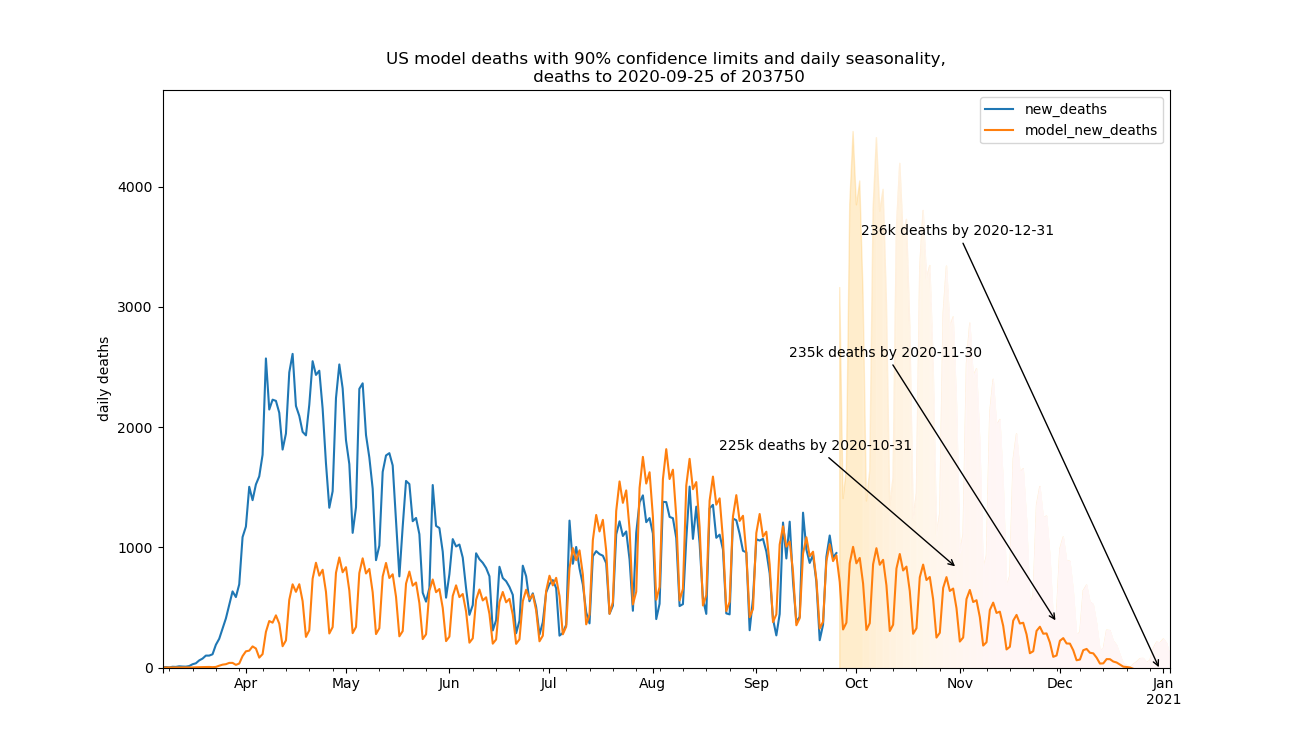 US model deaths with 90% confidence limits and daily seasonality,
deaths to 2020-09-25 of 203750
new_deaths
model_new_deaths
4000
3000
2000
1000
0
daily deaths
236k deaths by 2020-12-31
235k deaths by 2020-11-30
225k deaths by 2020-10-31
Apr May Jun Jul Aug Sep Oct Nov Dec Jan
2021